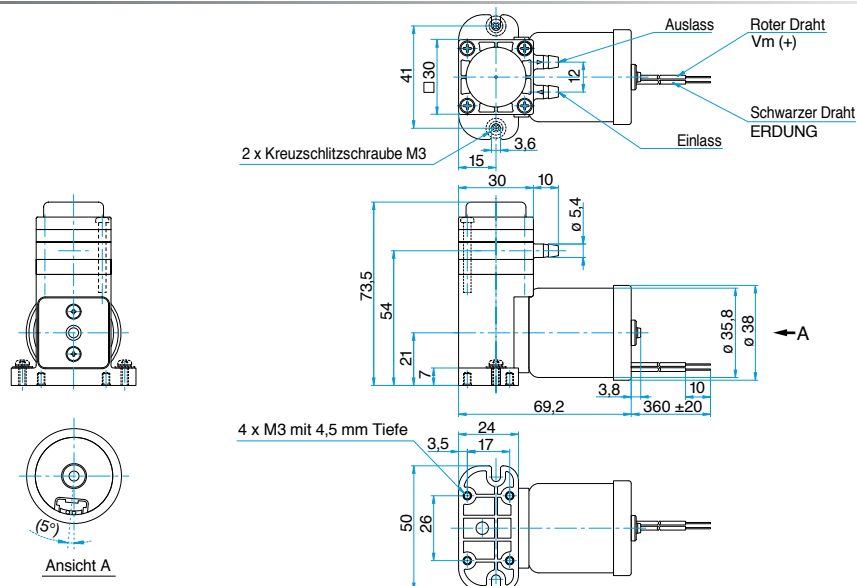 Auslass
Roter Draht
Vm (+)
41
□30
12
Schwarzer Draht
ERDUNG
Einlass
2 x Kreuzschlitzschraube M3
3,6
15
30
10
ø 5,4
73,5
54
21
7
ø 35,8
ø 38
A
3,8
10
69,2
360 ±20
4 x M3 mit 4,5 mm Tiefe
24
3,5
17
50
26
(5°)
Ansicht A